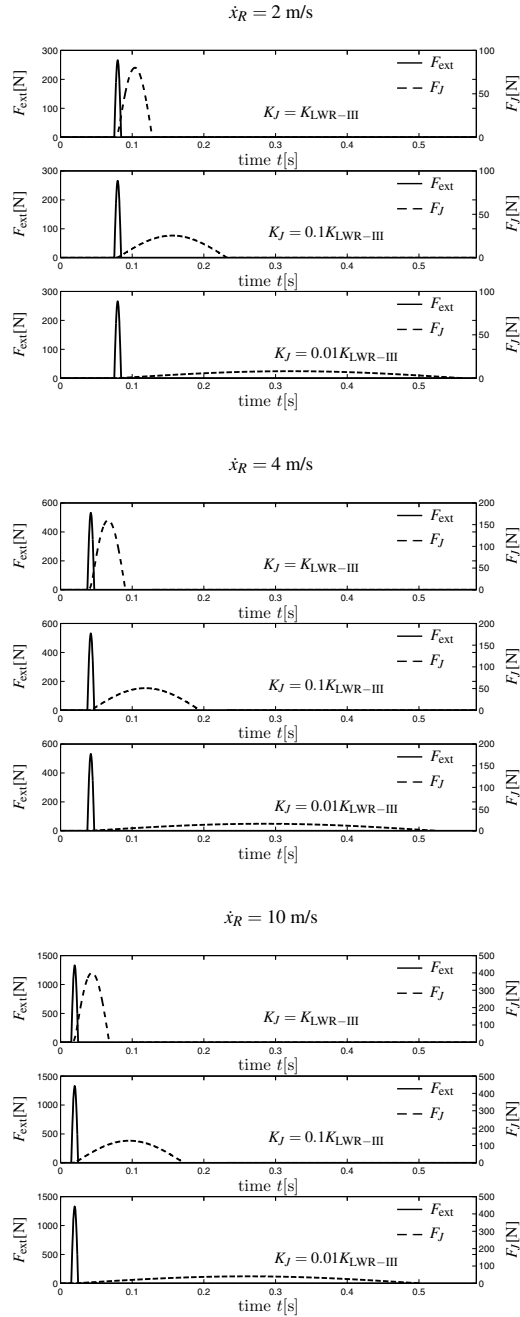 ẋ_R = 2 m/s
300 200 100 0
F_ext[N]
F_ext
F_J
K_J = K_LWR−III
100 50 0
F_J[N]
0 0.1 0.2 0.3 0.4 0.5
time t[s]
300 200 100 0
F_ext[N]
F_ext
F_J
K_J = 0.1K_LWR−III
100 50 0
F_J[N]
0 0.1 0.2 0.3 0.4 0.5
time t[s]
300 200 100 0
F_ext[N]
F_ext
F_J
K_J = 0.01K_LWR−III
100 50 0
F_J[N]
0 0.1 0.2 0.3 0.4 0.5
time t[s]
ẋ_R = 4 m/s
600 400 200 0
F_ext[N]
F_ext
F_J
K_J = K_LWR−III
200 150 100 50 0
F_J[N]
0 0.1 0.2 0.3 0.4 0.5
time t[s]
600 400 200 0
F_ext[N]
F_ext
F_J
K_J = 0.1K_LWR−III
200 150 100 50 0
F_J[N]
0 0.1 0.2 0.3 0.4 0.5
time t[s]
600 400 200 0
F_ext[N]
F_ext
F_J
K_J = 0.01K_LWR−III
200 150 100 50 0
F_J[N]
0 0.1 0.2 0.3 0.4 0.5
time t[s]
ẋ_R = 10 m/s
1500 1000 500 0
F_ext[N]
F_ext
F_J
K_J = K_LWR−III
500 400 300 200 100 0
F_J[N]
0 0.1 0.2 0.3 0.4 0.5
time t[s]
1500 1000 500 0
F_ext[N]
F_ext
F_J
K_J = 0.1K_LWR−III
500 400 300 200 100 0
F_J[N]
0 0.1 0.2 0.3 0.4 0.5
time t[s]
1500 1000 500 0
F_ext[N]
F_ext
F_J
K_J = 0.01K_LWR−III
500 400 300 200 100 0
F_J[N]
0 0.1 0.2 0.3 0.4 0.5
time t[s]